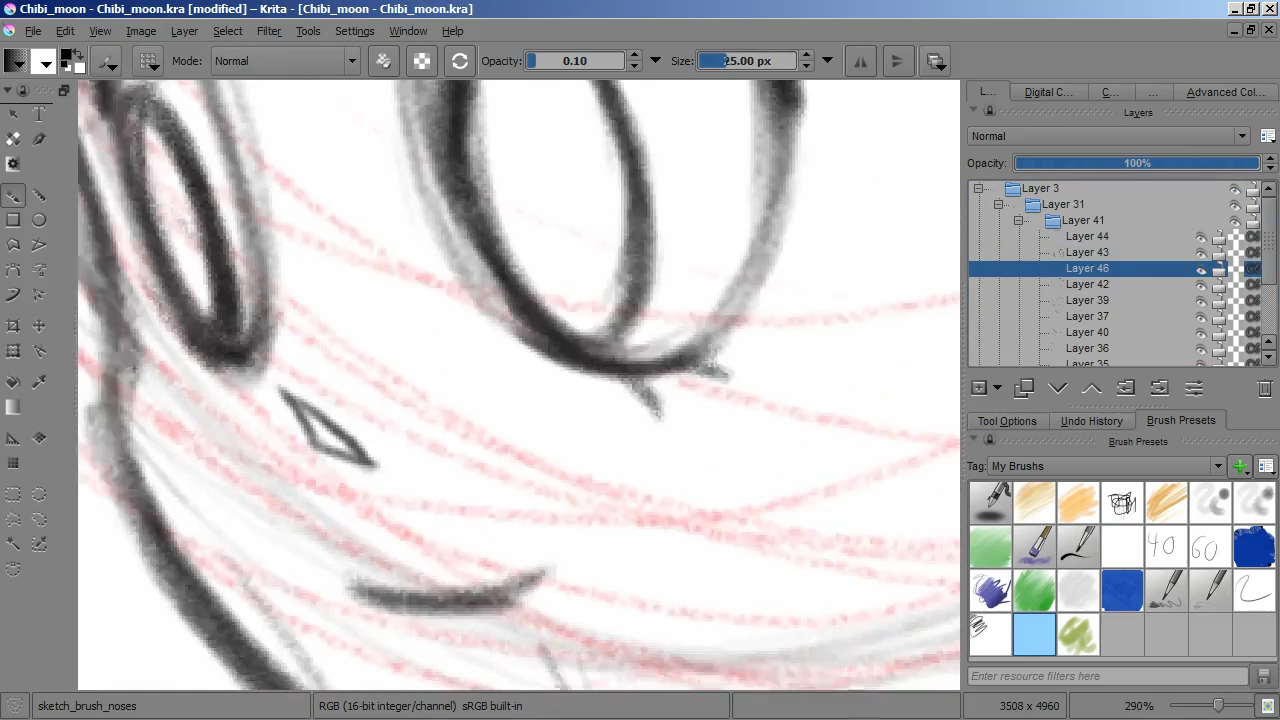 Chibi_moon - Chibi_moon.kra [modified] – Krita - [Chibi_moon - Chibi_moon.kra]
File Edit View Image Layer Select Filter Tools Settings Window Help
Mode: Normal Opacity: 0.10 Size: 25.00 px
L... Digital C... C... ... Advanced Col...
Layers
Normal
Opacity: 100%
Layer 3
Layer 31
Layer 41
Layer 44
Layer 43
Layer 46
Layer 42
Layer 39
Layer 37
Layer 40
Layer 36
Layer 35
Tool Options Undo History Brush Presets
Brush Presets
Tag: My Brushs
40 60
Enter resource filters here
sketch_brush_noses RGB (16-bit integer/channel) sRGB built-in 3508 x 4960 290%